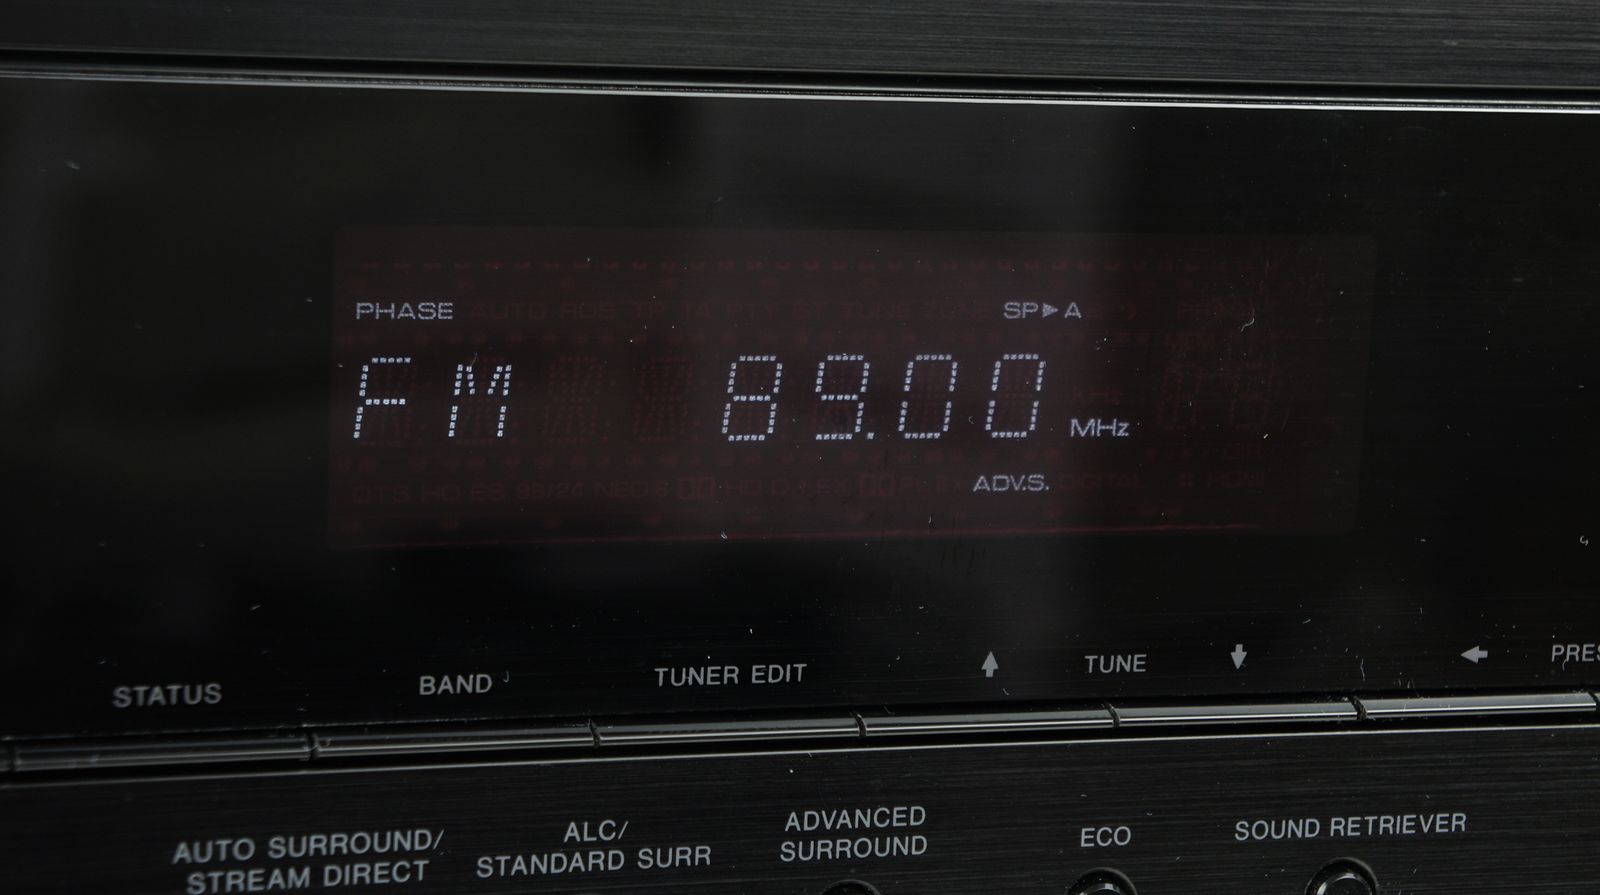 PHASE SP▶A
FM 89.00 MHz
ADV.S.
STATUS BAND TUNER EDIT ↑ TUNE ↓ ← PRES
AUTO SURROUND/
STREAM DIRECT
ALC/
STANDARD SURR
ADVANCED
SURROUND
ECO
SOUND RETRIEVER